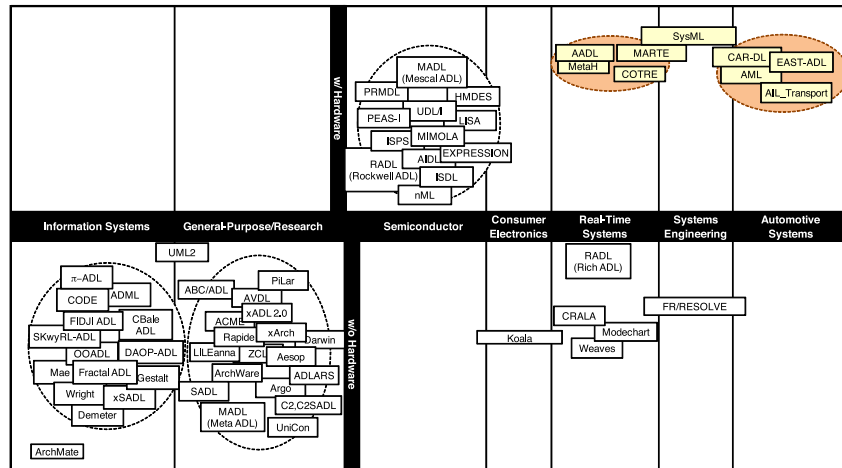 SysML
AADL
MARTE
MetaH
COTRE
CAR-DL
EAST-ADL
AML
AIL_Transport
w/ Hardware
MADL
(Mescal ADL)
PRMDL
HMDES
UDL/I
PEAS-I
LISA
MIMOLA
ISPS
AIDL
EXPRESSION
RADL
(Rockwell ADL)
ISDL
nML
Information Systems
General-Purpose/Research
Semiconductor
Consumer
Electronics
Real-Time
Systems
Systems
Engineering
Automotive
Systems
w/o Hardware
UML2
π-ADL
ADML
CODE
FIDJI ADL
CBale
ADL
SKwyRL-ADL
OOADL
DAOP-ADL
Mae
Fractal ADL
Gestalt
Wright
xSADL
Demeter
ArchMate
PiLar
ABC/ADL
AVDL
xADL 2.0
ACME
xArch
Rapide
Darwin
LILEanna
ZCL
Aesop
ArchWare
ADLARS
SADL
Argo
MADL
(Meta ADL)
C2,C2SADL
UniCon
Koala
RADL
(Rich ADL)
CRALA
Modechart
Weaves
FR/RESOLVE